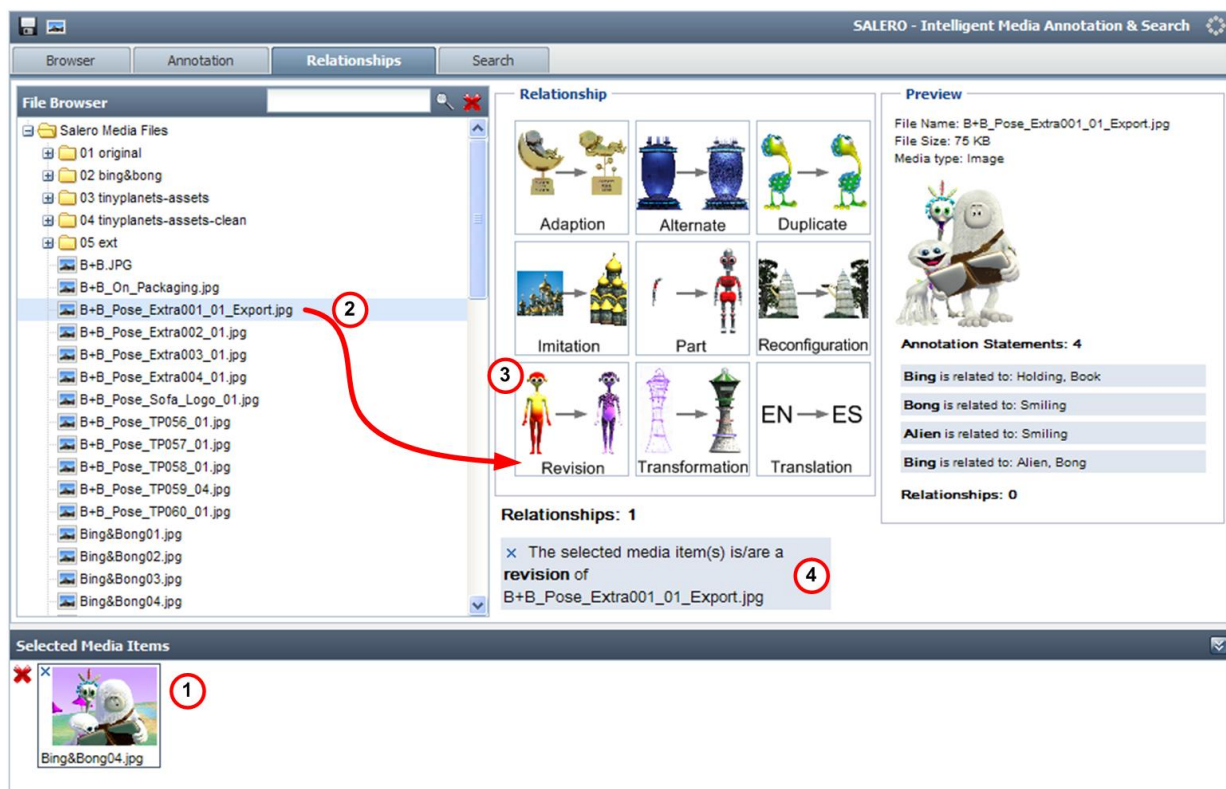 SALERO - Intelligent Media Annotation & Search
Browser
Annotation
Relationships
Search
File Browser
Salero Media Files
01 original
02 bing&bong
03 tinyplanets-assets
04 tinyplanets-assets-clean
05 ext
B+B.JPG
B+B_On_Packaging.jpg
B+B_Pose_Extra001_01_Export.jpg
2
B+B_Pose_Extra002_01.jpg
B+B_Pose_Extra003_01.jpg
B+B_Pose_Extra004_01.jpg
B+B_Pose_Sofa_Logo_01.jpg
B+B_Pose_TP056_01.jpg
B+B_Pose_TP057_01.jpg
B+B_Pose_TP058_01.jpg
B+B_Pose_TP059_04.jpg
B+B_Pose_TP060_01.jpg
Bing&Bong01.jpg
Bing&Bong02.jpg
Bing&Bong03.jpg
Bing&Bong04.jpg
Relationship
Adaption
Alternate
Duplicate
Imitation
Part
Reconfiguration
3
EN
ES
Revision
Transformation
Translation
Relationships: 1
The selected media item(s) is/are a
revision of
B+B_Pose_Extra001_01_Export.jpg
4
Preview
File Name: B+B_Pose_Extra001_01_Export.jpg
File Size: 75 KB
Media type: Image
Annotation Statements: 4
Bing is related to: Holding, Book
Bong is related to: Smiling
Alien is related to: Smiling
Bing is related to: Alien, Bong
Relationships: 0
Selected Media Items
1
Bing&Bong04.jpg